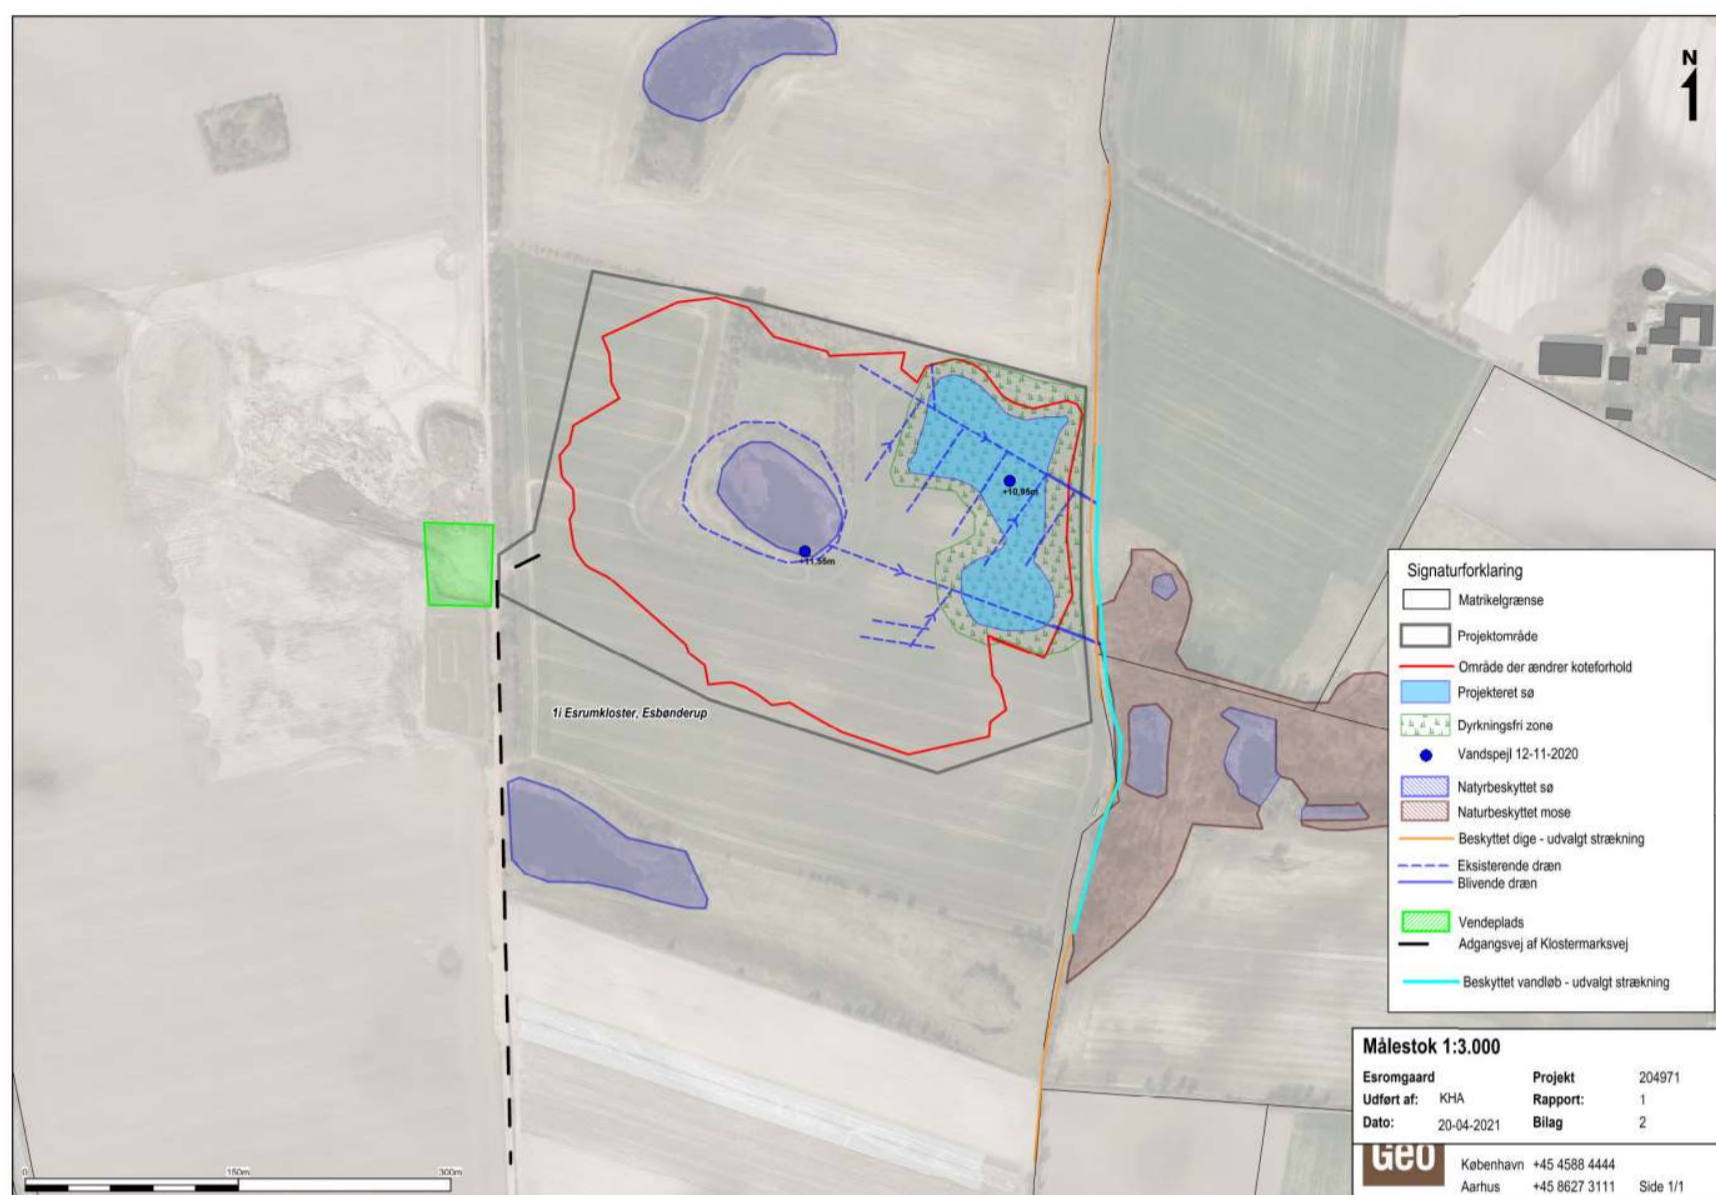 N
+10,95m
+11,55m
1i Esrumkloster, Esbønderup
Signaturforklaring
Matrikelgrænse
Projektområde
Område der ændrer koteforhold
Projekteret sø
Dyrkningsfri zone
Vandspejl 12-11-2020
Natyrbeskyttet sø
Naturbeskyttet mose
Beskyttet dige - udvalgt strækning
Eksisterende dræn
Blivende dræn
Vendeplads
Adgangsvej af Klostermarksvej
Beskyttet vandløb - udvalgt strækning
Målestok 1:3.000
Esromgaard Projekt 204971
Udført af: KHA Rapport: 1
Dato: 20-04-2021 Bilag 2
Geo
København +45 4588 4444
Aarhus +45 8627 3111 Side 1/1
0 150m 300m